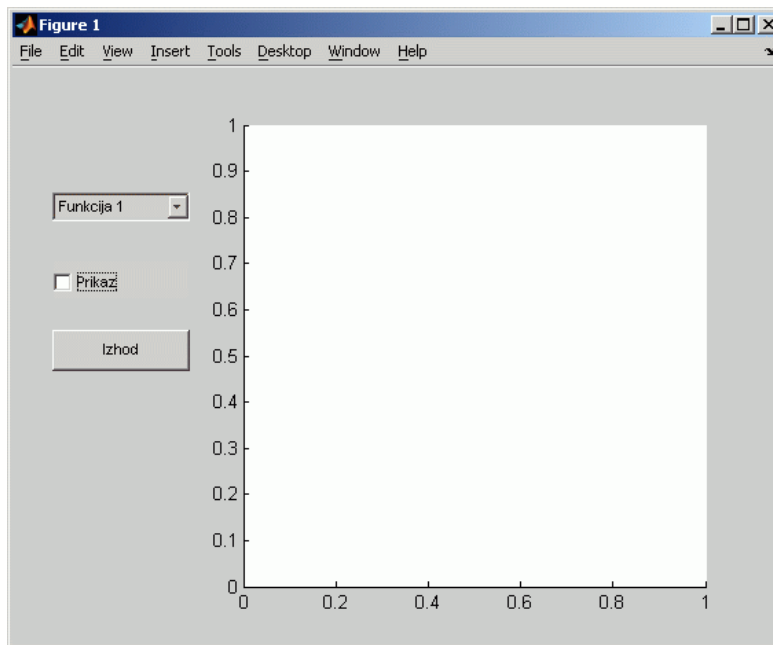 Figure 1
File Edit View Insert Tools Desktop Window Help
1
0.9
Funkcija 1
0.8
0.7
Prikaz
0.6
Izhod
0.5
0.4
0.3
0.2
0.1
0
0 0.2 0.4 0.6 0.8 1